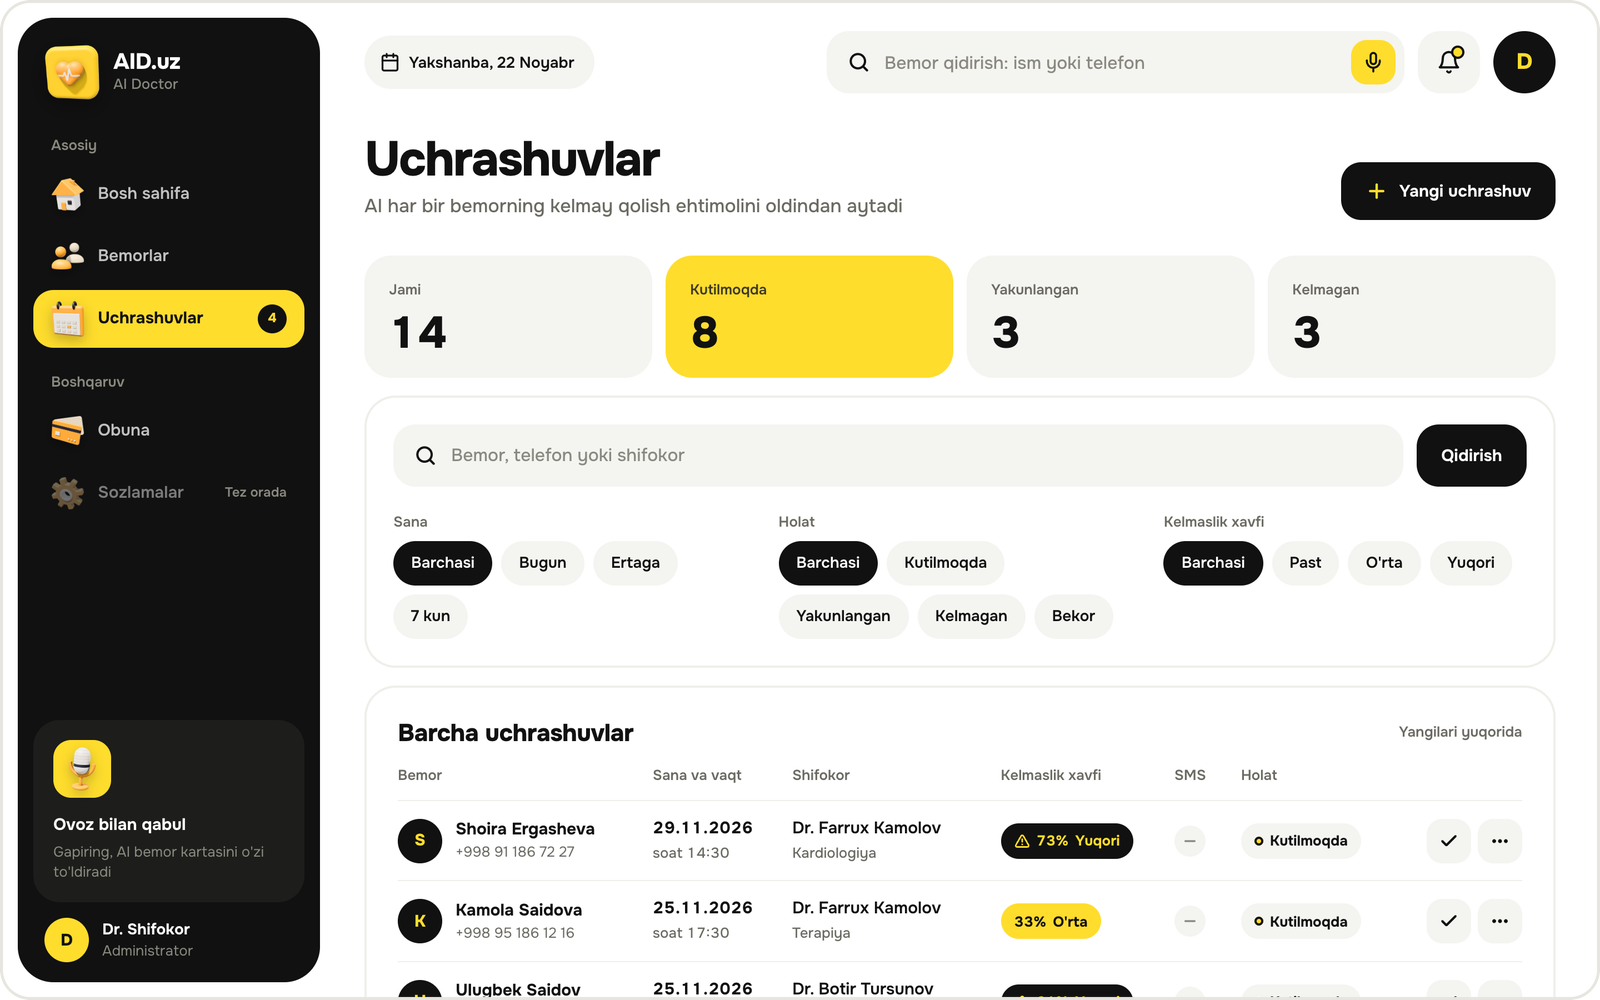 AID.uz
AI Doctor
Asosiy
Bosh sahifa
Bemorlar
Uchrashuvlar 4
Boshqaruv
Obuna
Sozlamalar Tez orada
Ovoz bilan qabul
Gapiring, AI bemor kartasini o'zi
to'ldiradi
D
Dr. Shifokor
Administrator
Yakshanba, 22 Noyabr
Bemor qidirish: ism yoki telefon
D
Uchrashuvlar
AI har bir bemorning kelmay qolish ehtimolini oldindan aytadi
Yangi uchrashuv
Jami
14
Kutilmoqda
8
Yakunlangan
3
Kelmagan
3
Bemor, telefon yoki shifokor
Qidirish
Sana
Barchasi Bugun Ertaga
7 kun
Holat
Barchasi Kutilmoqda
Yakunlangan Kelmagan Bekor
Kelmaslik xavfi
Barchasi Past O'rta Yuqori
Barcha uchrashuvlar
Yangilari yuqorida
Bemor Sana va vaqt Shifokor Kelmaslik xavfi SMS Holat
S Shoira Ergasheva 29.11.2026 Dr. Farrux Kamolov 73% Yuqori – Kutilmoqda
+998 91 186 72 27 soat 14:30 Kardiologiya
K Kamola Saidova 25.11.2026 Dr. Farrux Kamolov 33% O'rta – Kutilmoqda
+998 95 186 12 16 soat 17:30 Terapiya
Ulugbek Saidov 25.11.2026 Dr. Botir Tursunov